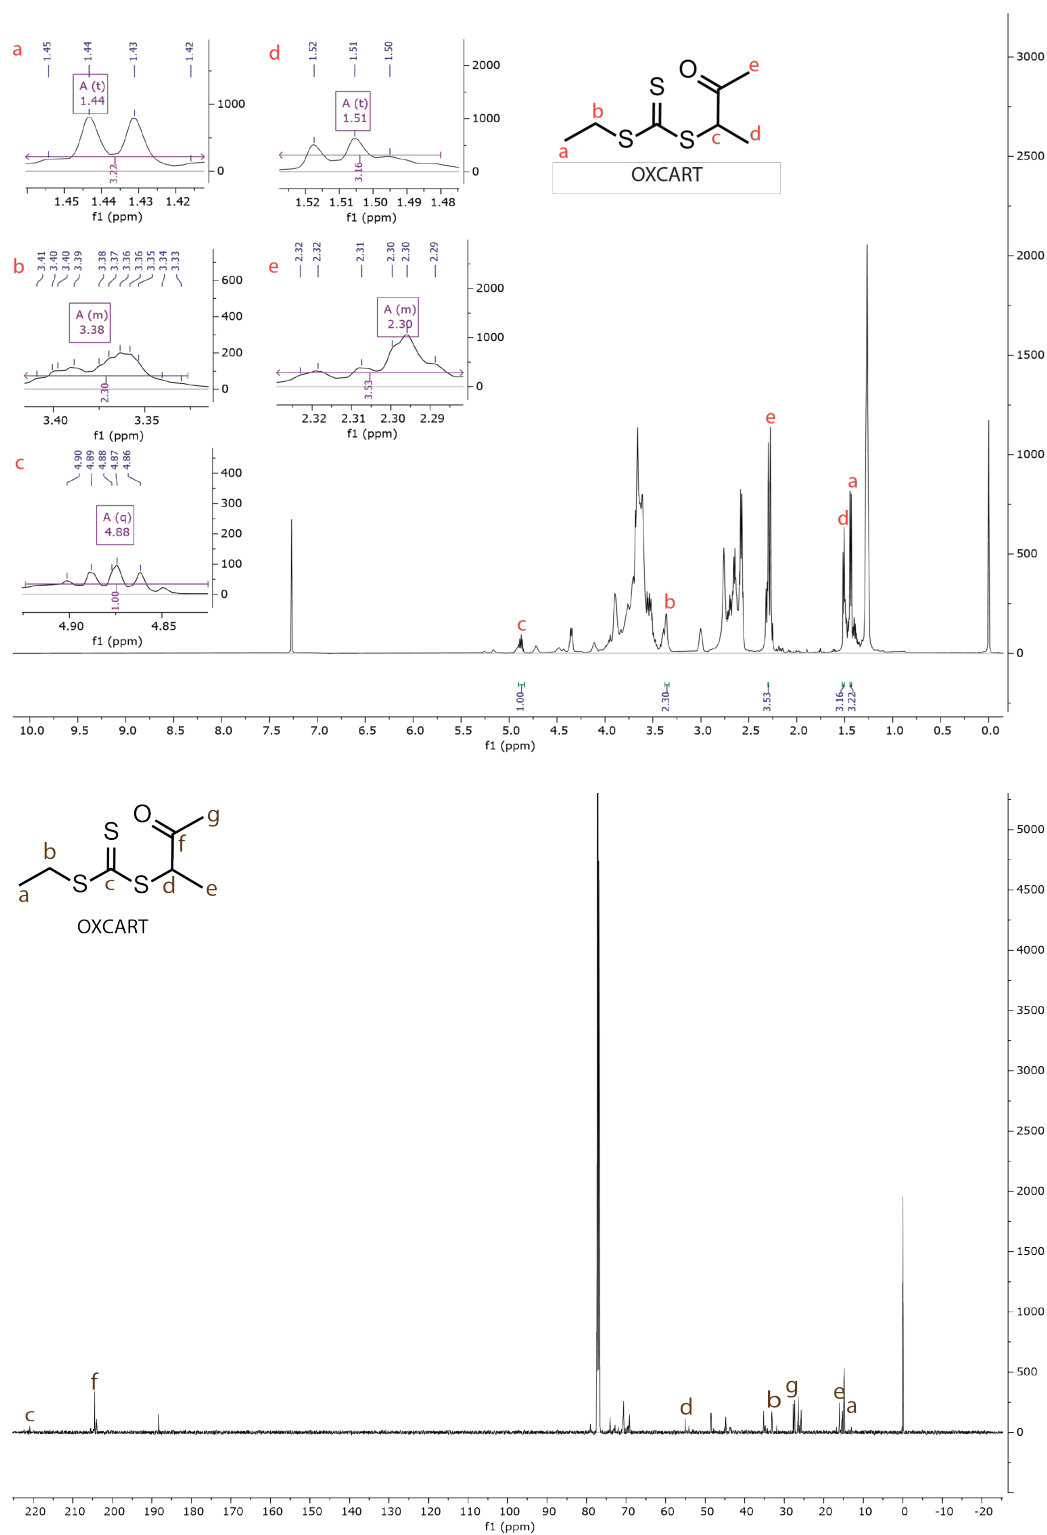 a
1.45 1.44 1.43 1.42
A (t)
1.44
1000
0
3.22
1.45 1.44 1.43 1.42
f1 (ppm)
d
1.52 1.51 1.50
A (t)
1.51
2000
1000
0
3.16
1.52 1.51 1.50 1.49 1.48
f1 (ppm)
b
3.41 3.40 3.40 3.39 3.38 3.37 3.36 3.36 3.35 3.34 3.33
A (m)
3.38
600
400
200
0
2.30
3.40 3.35
f1 (ppm)
e
2.32 2.32 2.31 2.30 2.30 2.29
A (m)
2.30
2000
1000
0
3.53
2.32 2.31 2.30 2.29
f1 (ppm)
c
4.90 4.89 4.88 4.87 4.86
A (q)
4.88
400
300
200
100
0
1.00
4.90 4.85
f1 (ppm)
O
e
S
b
S
S
c
d
a
OXCART
3000
2500
2000
1500
1000
500
0
c
b
e
d
a
1.00 2.30 3.53 3.16 3.22
10.0 9.5 9.0 8.5 8.0 7.5 7.0 6.5 6.0 5.5 5.0 4.5 4.0 3.5 3.0 2.5 2.0 1.5 1.0 0.5 0.0
f1 (ppm)
O
g
S
f
b
a
S
c
S
d
e
OXCART
5000
4500
4000
3500
3000
2500
2000
1500
1000
500
0
c
f
d
b
g
e
a
220 210 200 190 180 170 160 150 140 130 120 110 100 90 80 70 60 50 40 30 20 10 0 -10 -20
f1 (ppm)